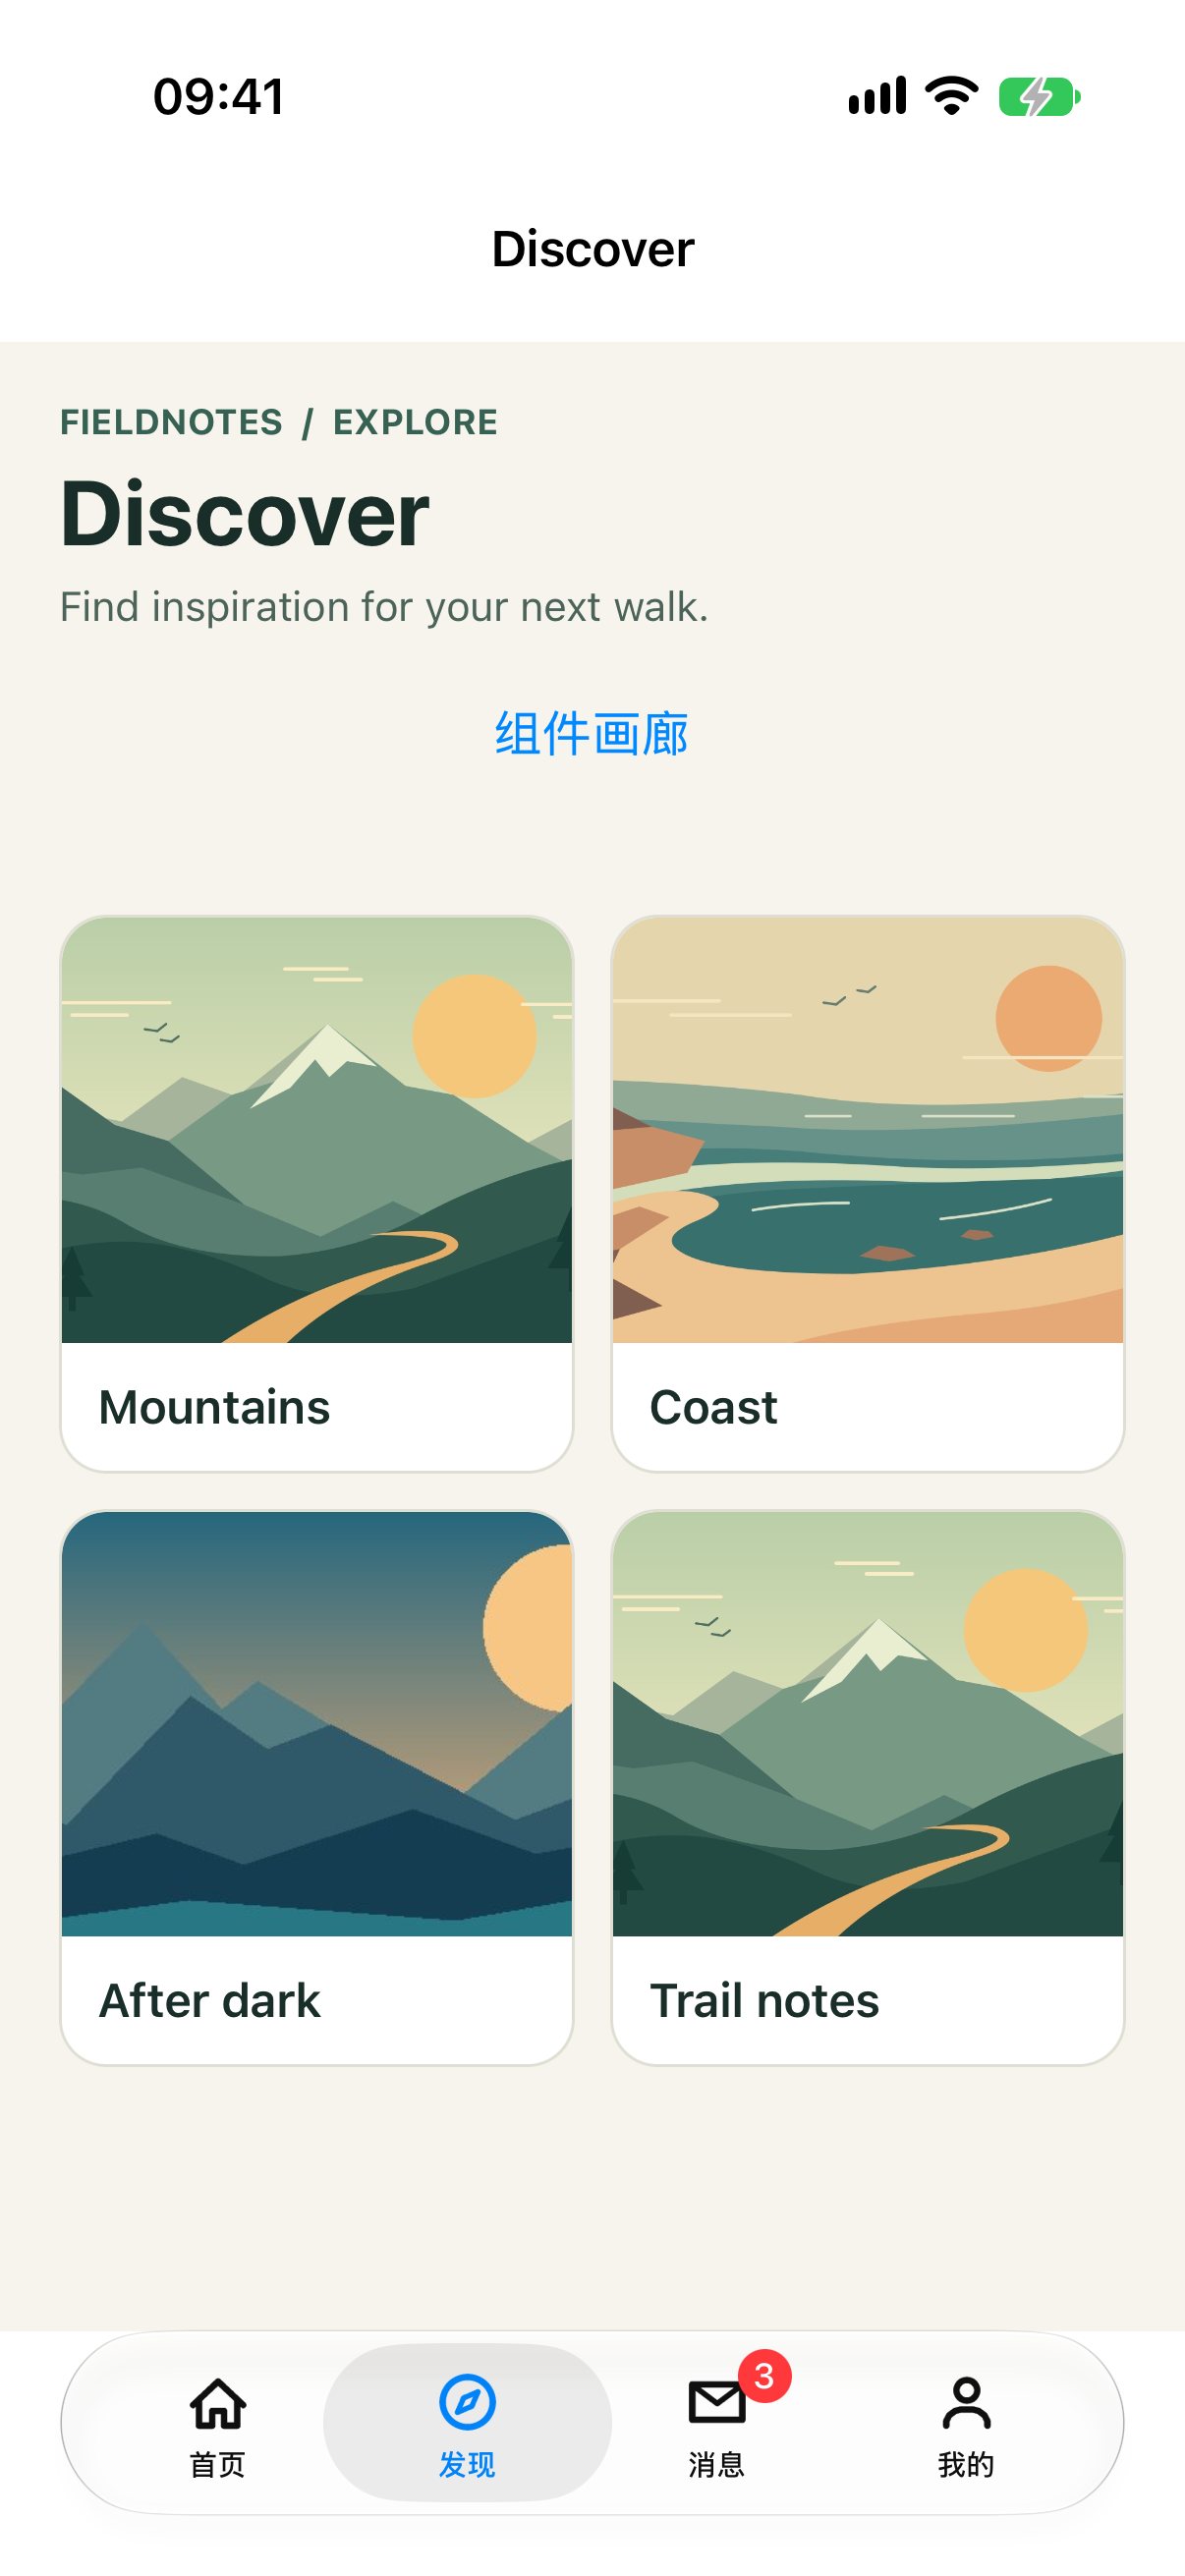 09:41
Discover
FIELDNOTES / EXPLORE
Discover
Find inspiration for your next walk.
组件画廊
Mountains
Coast
After dark
Trail notes
3
首页
发现
消息
我的